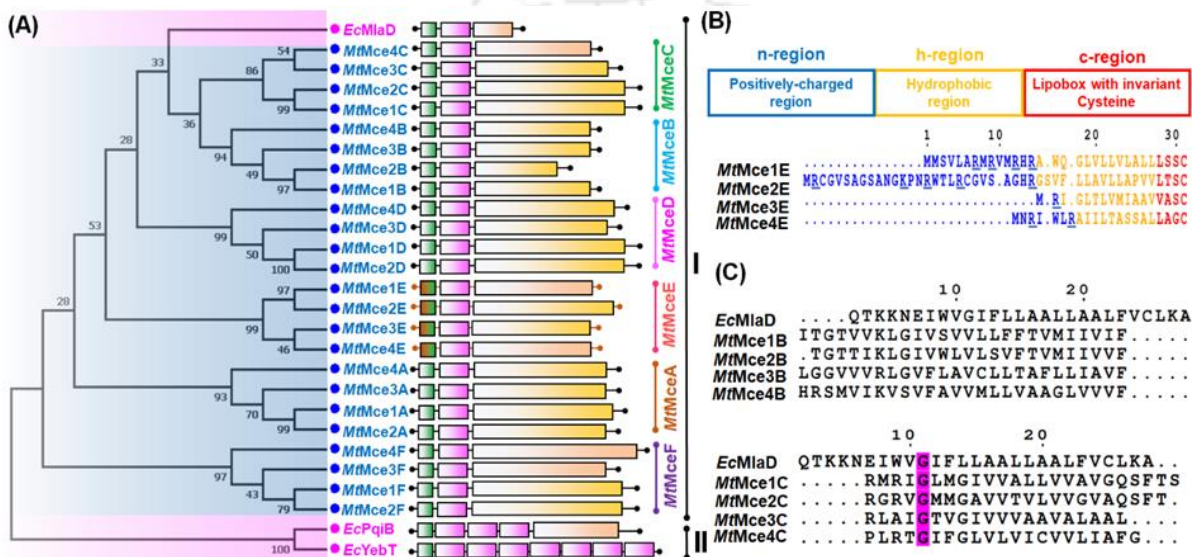 (A)
EcMlaD
MtMce4C
MtMce3C
MtMce2C
MtMce1C
MtMce4B
MtMce3B
MtMce2B
MtMce1B
MtMce4D
MtMce3D
MtMce1D
MtMce2D
MtMce1E
MtMce2E
MtMce3E
MtMce4E
MtMce4A
MtMce3A
MtMce1A
MtMce2A
MtMce4F
MtMce3F
MtMce1F
MtMce2F
EcPqiB
EcYebT
33
54
86
99
36
94
49
97
28
53
99
50
100
28
97
99
46
93
70
99
97
43
79
100
MtMceC
MtMceB
MtMceD
MtMceE
MtMceA
MtMceF
I
II
(B)
n-region h-region c-region
Positively-charged region
Hydrophobic region
Lipobox with invariant Cysteine
1 10 20 30
MtMce1E ...............MMSVLARMRVMRHRA.WQ.GLVLLVLALLLSSC
MtMce2E MRCGVSAGSANGKPNRWTLRCGVS.AGHRGSVF.LLAVLLAPVVLTSC
MtMce3E .............................M.RI.GLTVMIAAVVASC
MtMce4E ..........................MNRI.WLRAIILTASSALLLAGC
(C)
10 20
EcMlaD ....QTKKNEIWVGIFLLAALLAALFVCLKA
MtMce1B ITGTVVKLGIVSVVLLFFTVMIIVIF.....
MtMce2B .TGTTIKLGIVWLVLSVFTVMIIVVF.....
MtMce3B LGGVVVRLGVFLAVCLLTAFLLIAVF.....
MtMce4B HRSMVIKVSVFAVVMLLVAAGLVVVF.....
10 20
EcMlaD QTKKNEIWVGIFLLAALLAALFVCLKA..
MtMce1C .....RMRIGLMGIVVALLVVAVGQSFTS
MtMce2C .....RGRVGMMGAVVTVLVVGVAQSFT.
MtMce3C .....RLAIGTVGIVVVAAVALAAL....
MtMce4C .....PLRTGIFGLVLVICVVLIAFG...